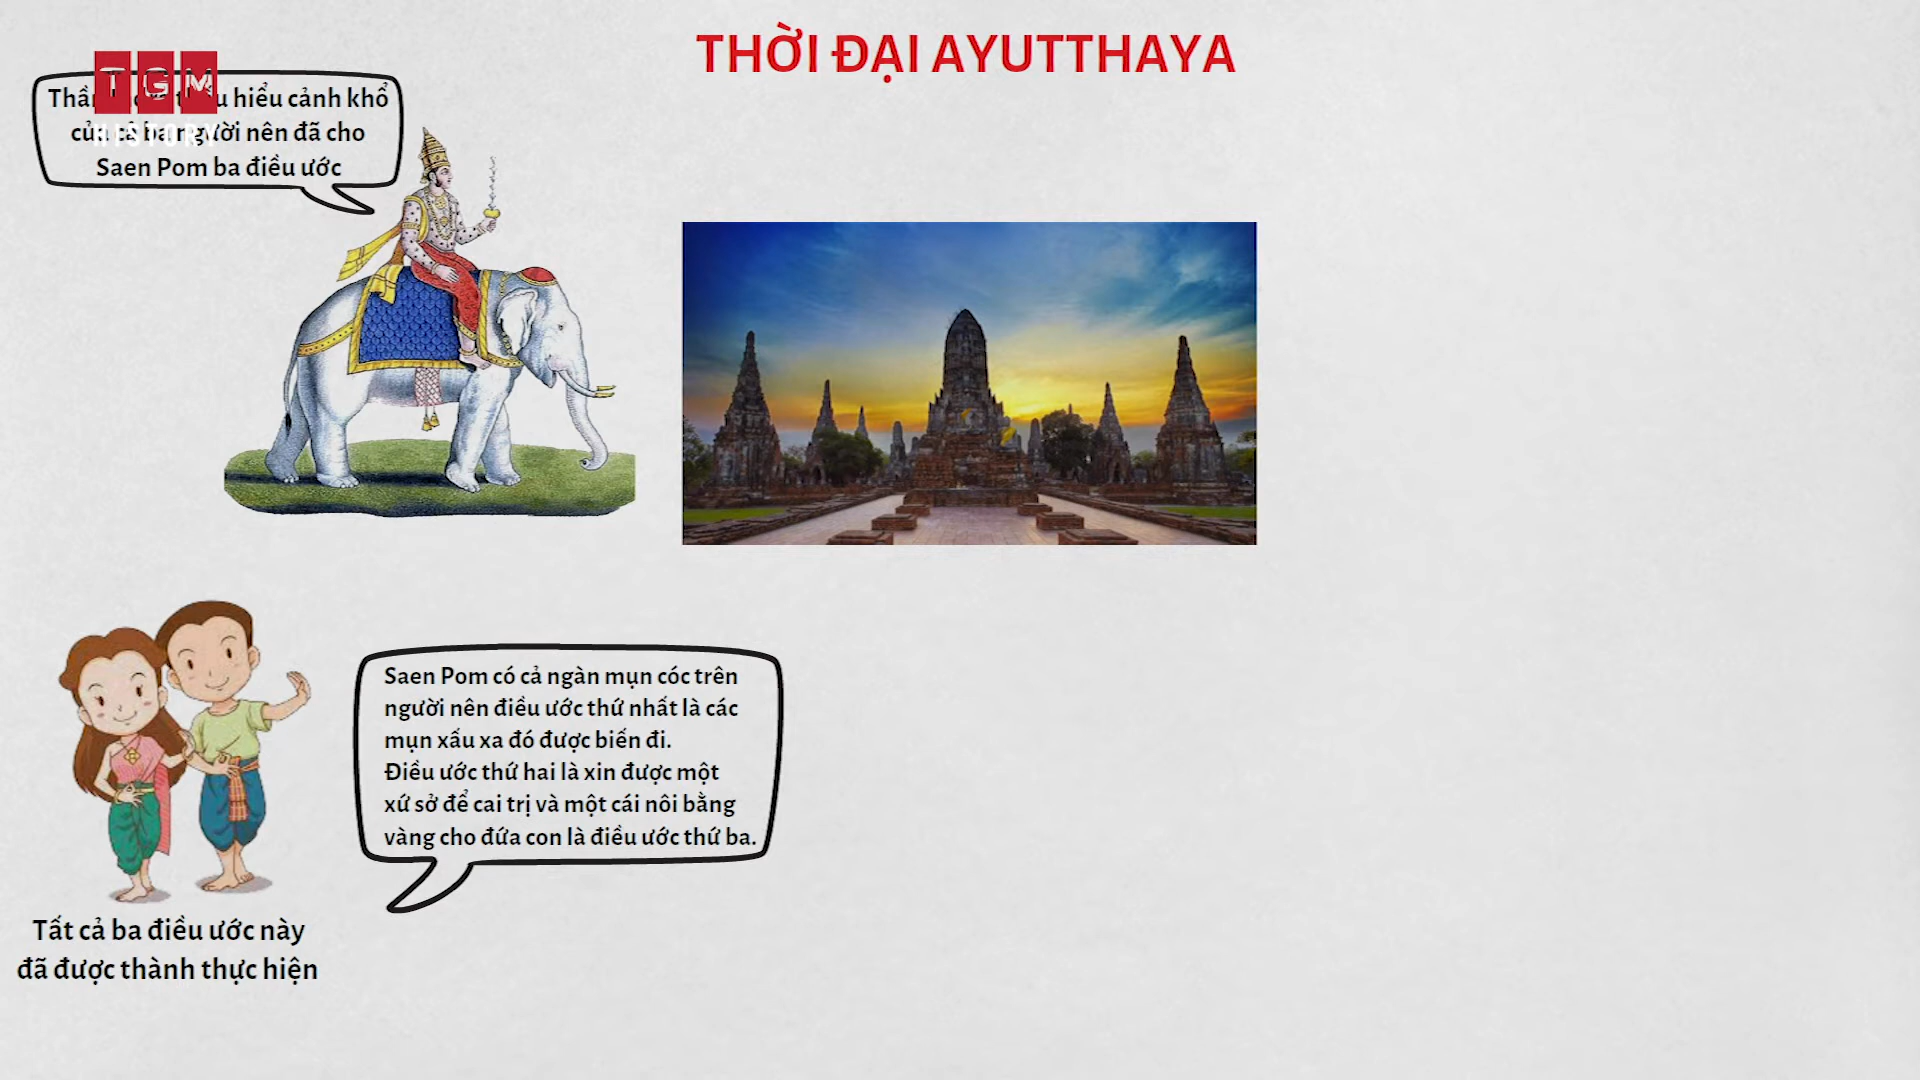 THỜI ĐẠI AYUTTHAYA
TGM
HISTORY
hiểu cảnh khổ
người nên đã cho
Saen Pom ba điều ước
Saen Pom có cả ngàn mụn cóc trên
người nên điều ước thứ nhất là các
mụn xấu xa đó được biến đi.
Điều ước thứ hai là xin được một
xứ sở để cai trị và một cái nôi bằng
vàng cho đứa con là điều ước thứ ba.
Tất cả ba điều ước này
đã được thành thực hiện